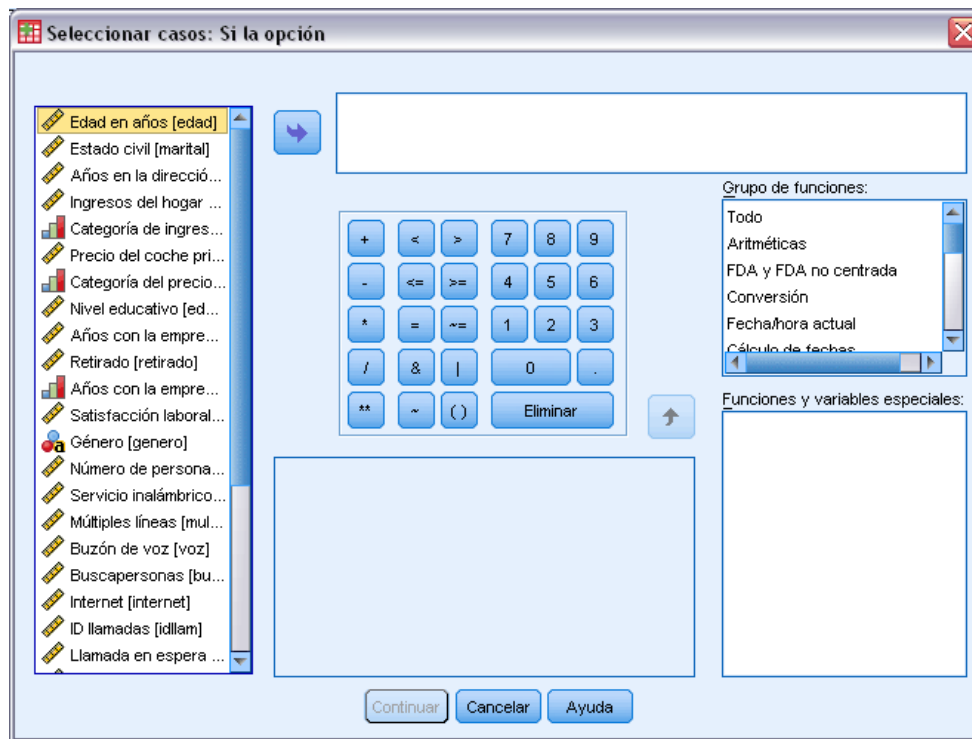 Seleccionar casos: Si la opción
Edad en años [edad]
Estado civil [marital]
Años en la direcció...
Ingresos del hogar ...
Categoría de ingres...
Precio del coche pri...
Categoría del precio...
Nivel educativo [ed...
Años con la empre...
Retirado [retirado]
Años con la empre...
Satisfacción laboral...
Género [genero]
Número de persona...
Servicio inalámbrico...
Múltiples líneas [mul...
Buzón de voz [voz]
Buscapersonas [bu...
Internet [internet]
ID llamadas [idllam]
Llamada en espera ...
+ < > 7 8 9
- <= >= 4 5 6
* = ~= 1 2 3
/ & | 0 .
** ~ ( ) Eliminar
Grupo de funciones:
Todo
Aritméticas
FDA y FDA no centrada
Conversión
Fecha/hora actual
Cálculo de fechas
Funciones y variables especiales:
Continuar Cancelar Ayuda